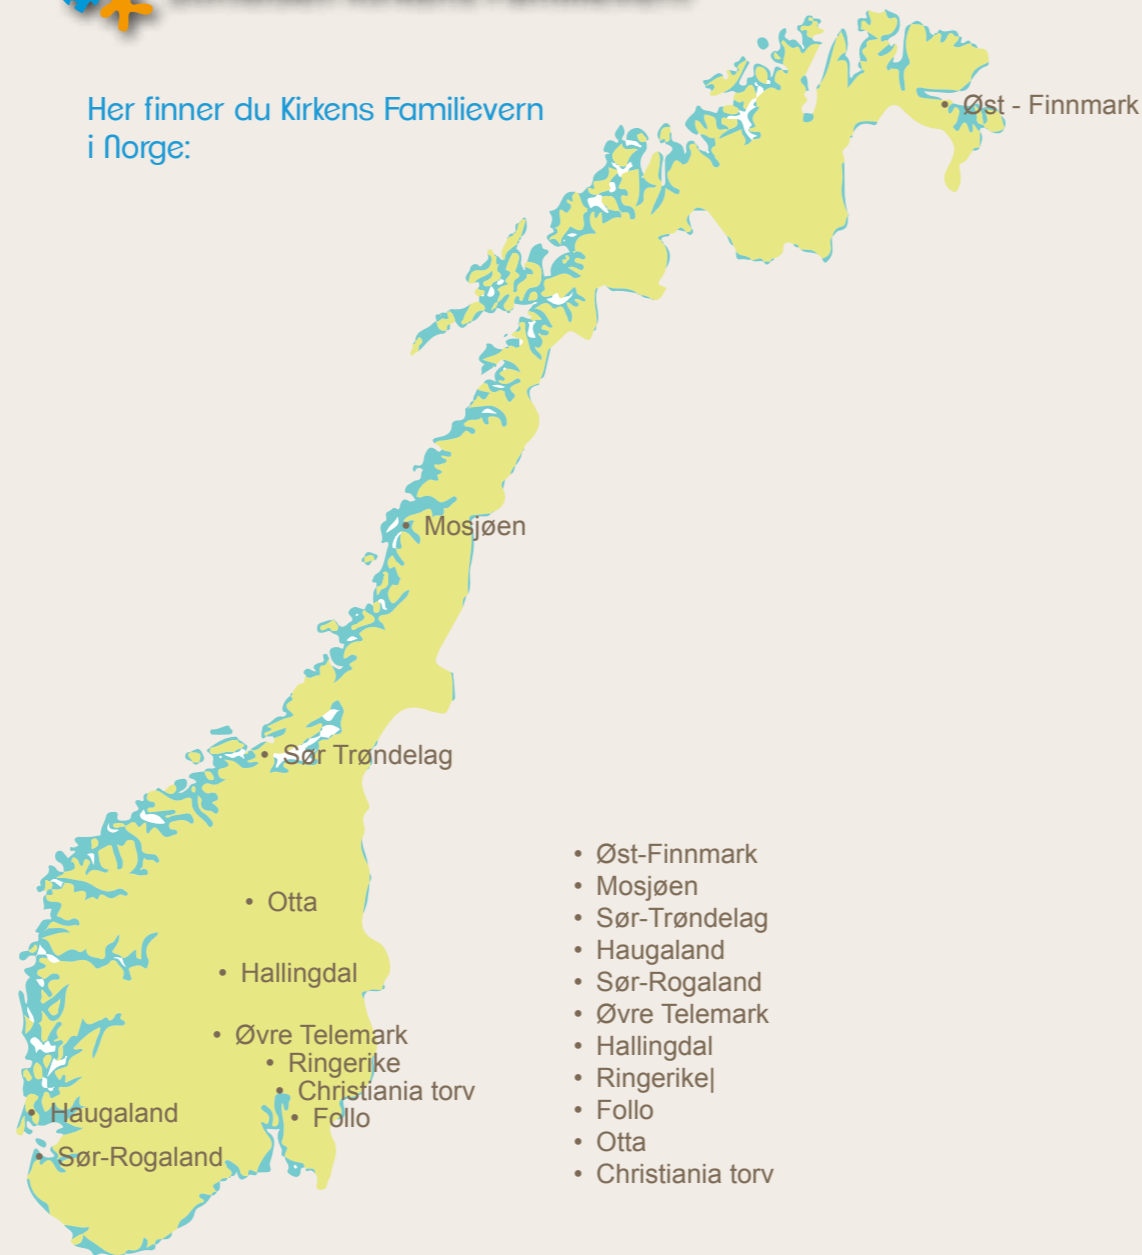 Her finner du Kirkens Familievern
i Norge:
• Øst - Finnmark
• Mosjøen
• Sør Trøndelag
• Otta
• Hallingdal
• Øvre Telemark
• Ringerike
• Christiania torv
• Follo
• Haugaland
• Sør-Rogaland
• Øst-Finnmark
• Mosjøen
• Sør-Trøndelag
• Haugaland
• Sør-Rogaland
• Øvre Telemark
• Hallingdal
• Ringerike|
• Follo
• Otta
• Christiania torv